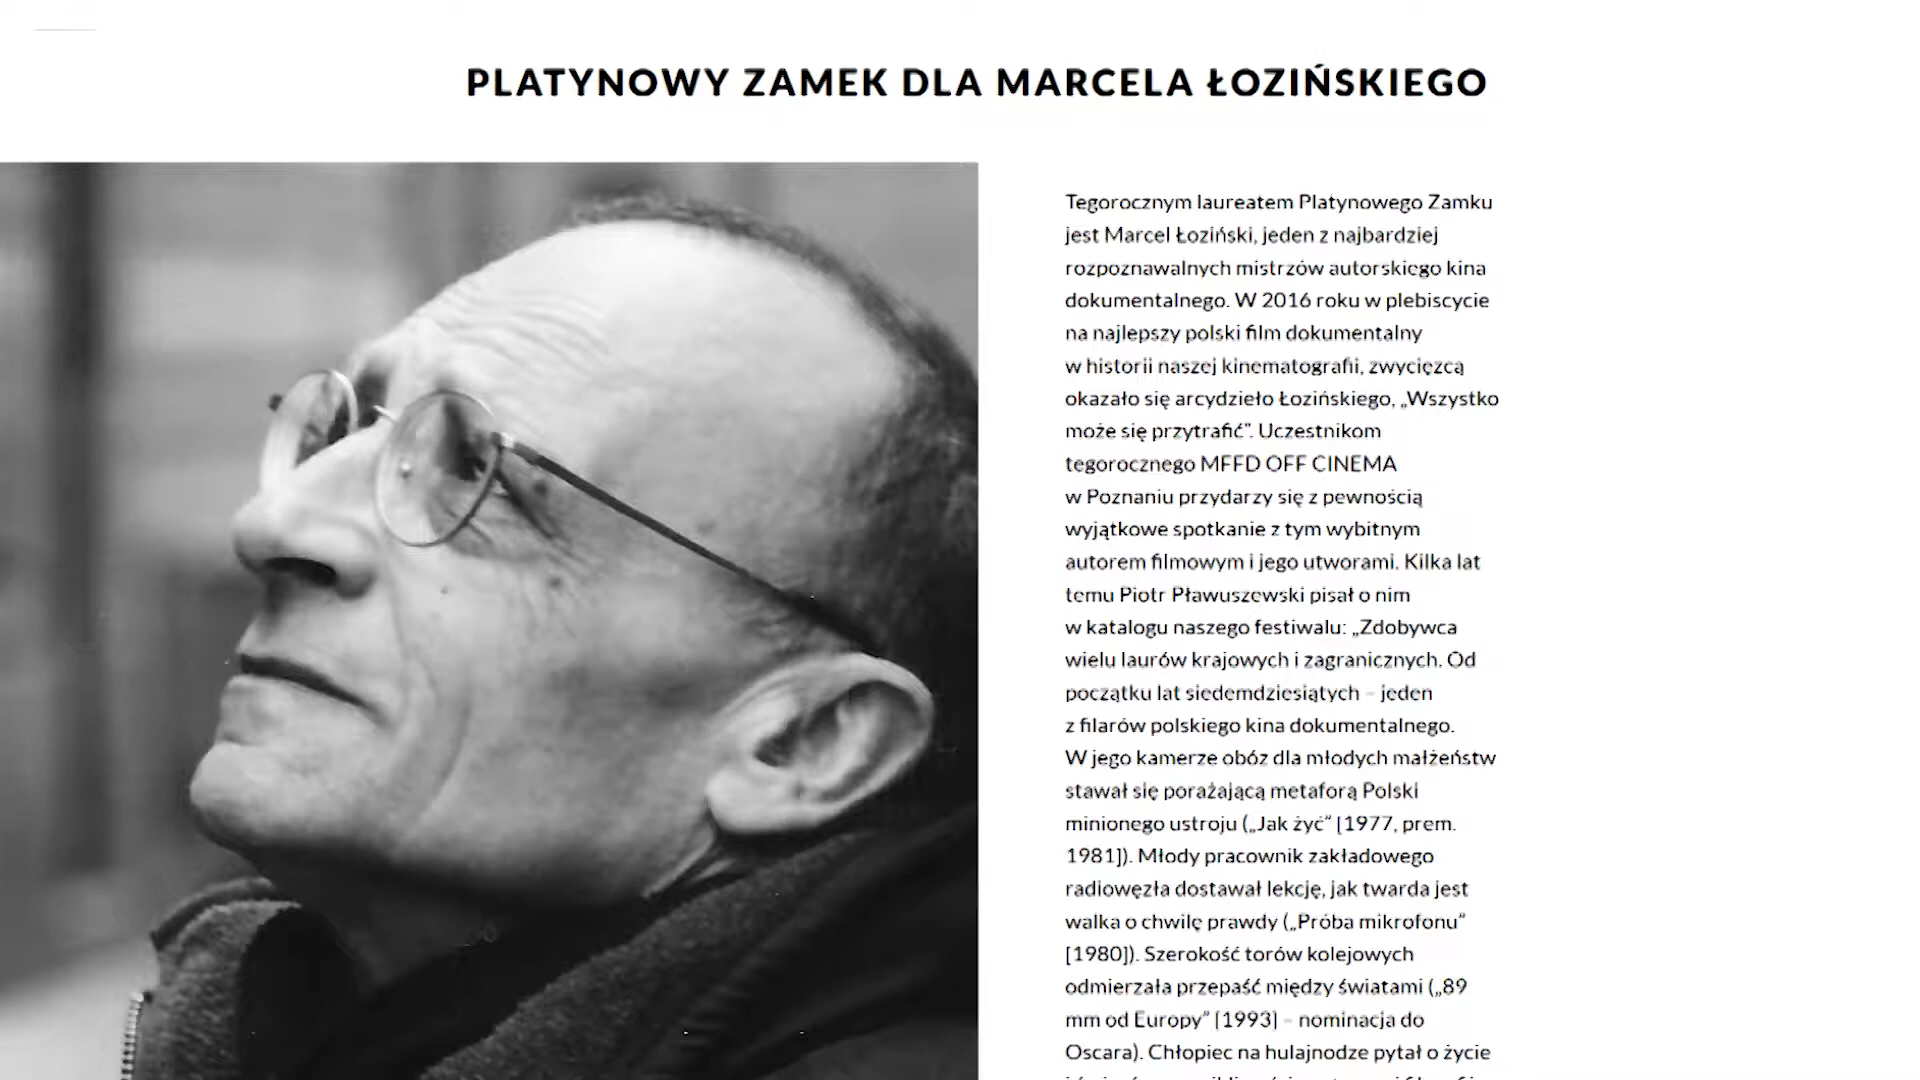 PLATYNOWY ZAMEK DLA MARCELA ŁOZIŃSKIEGO
Tegorocznym laureatem Platynowego Zamku
jest Marcel Łoziński, jeden z najbardziej
rozpoznawalnych mistrzów autorskiego kina
dokumentalnego. W 2016 roku w plebiscycie
na najlepszy polski film dokumentalny
w historii naszej kinematografii, zwycięzcą
okazało się arcydzieło Łozińskiego, „Wszystko
może się przytrafić”. Uczestnikom
tegorocznego MFFD OFF CINEMA
w Poznaniu przydarzy się z pewnością
wyjątkowe spotkanie z tym wybitnym
autorem filmowym i jego utworami. Kilka lat
temu Piotr Pławuszewski pisał o nim
w katalogu naszego festiwalu: „Zdobywca
wielu laurów krajowych i zagranicznych. Od
początku lat siedemdziesiątych – jeden
z filarów polskiego kina dokumentalnego.
W jego kamerze obóz dla młodych małżeństw
stawał się porażającą metaforą Polski
minionego ustroju („Jak żyć” [1977, prem.
1981]). Młody pracownik zakładowego
radiowęzła dostawał lekcję, jak twarda jest
walka o chwilę prawdy („Próba mikrofonu”
[1980]). Szerokość torów kolejowych
odmierzała przepaść między światami („89
mm od Europy” [1993] – nominacja do
Oscara). Chłopiec na hulajnodze pytał o życie